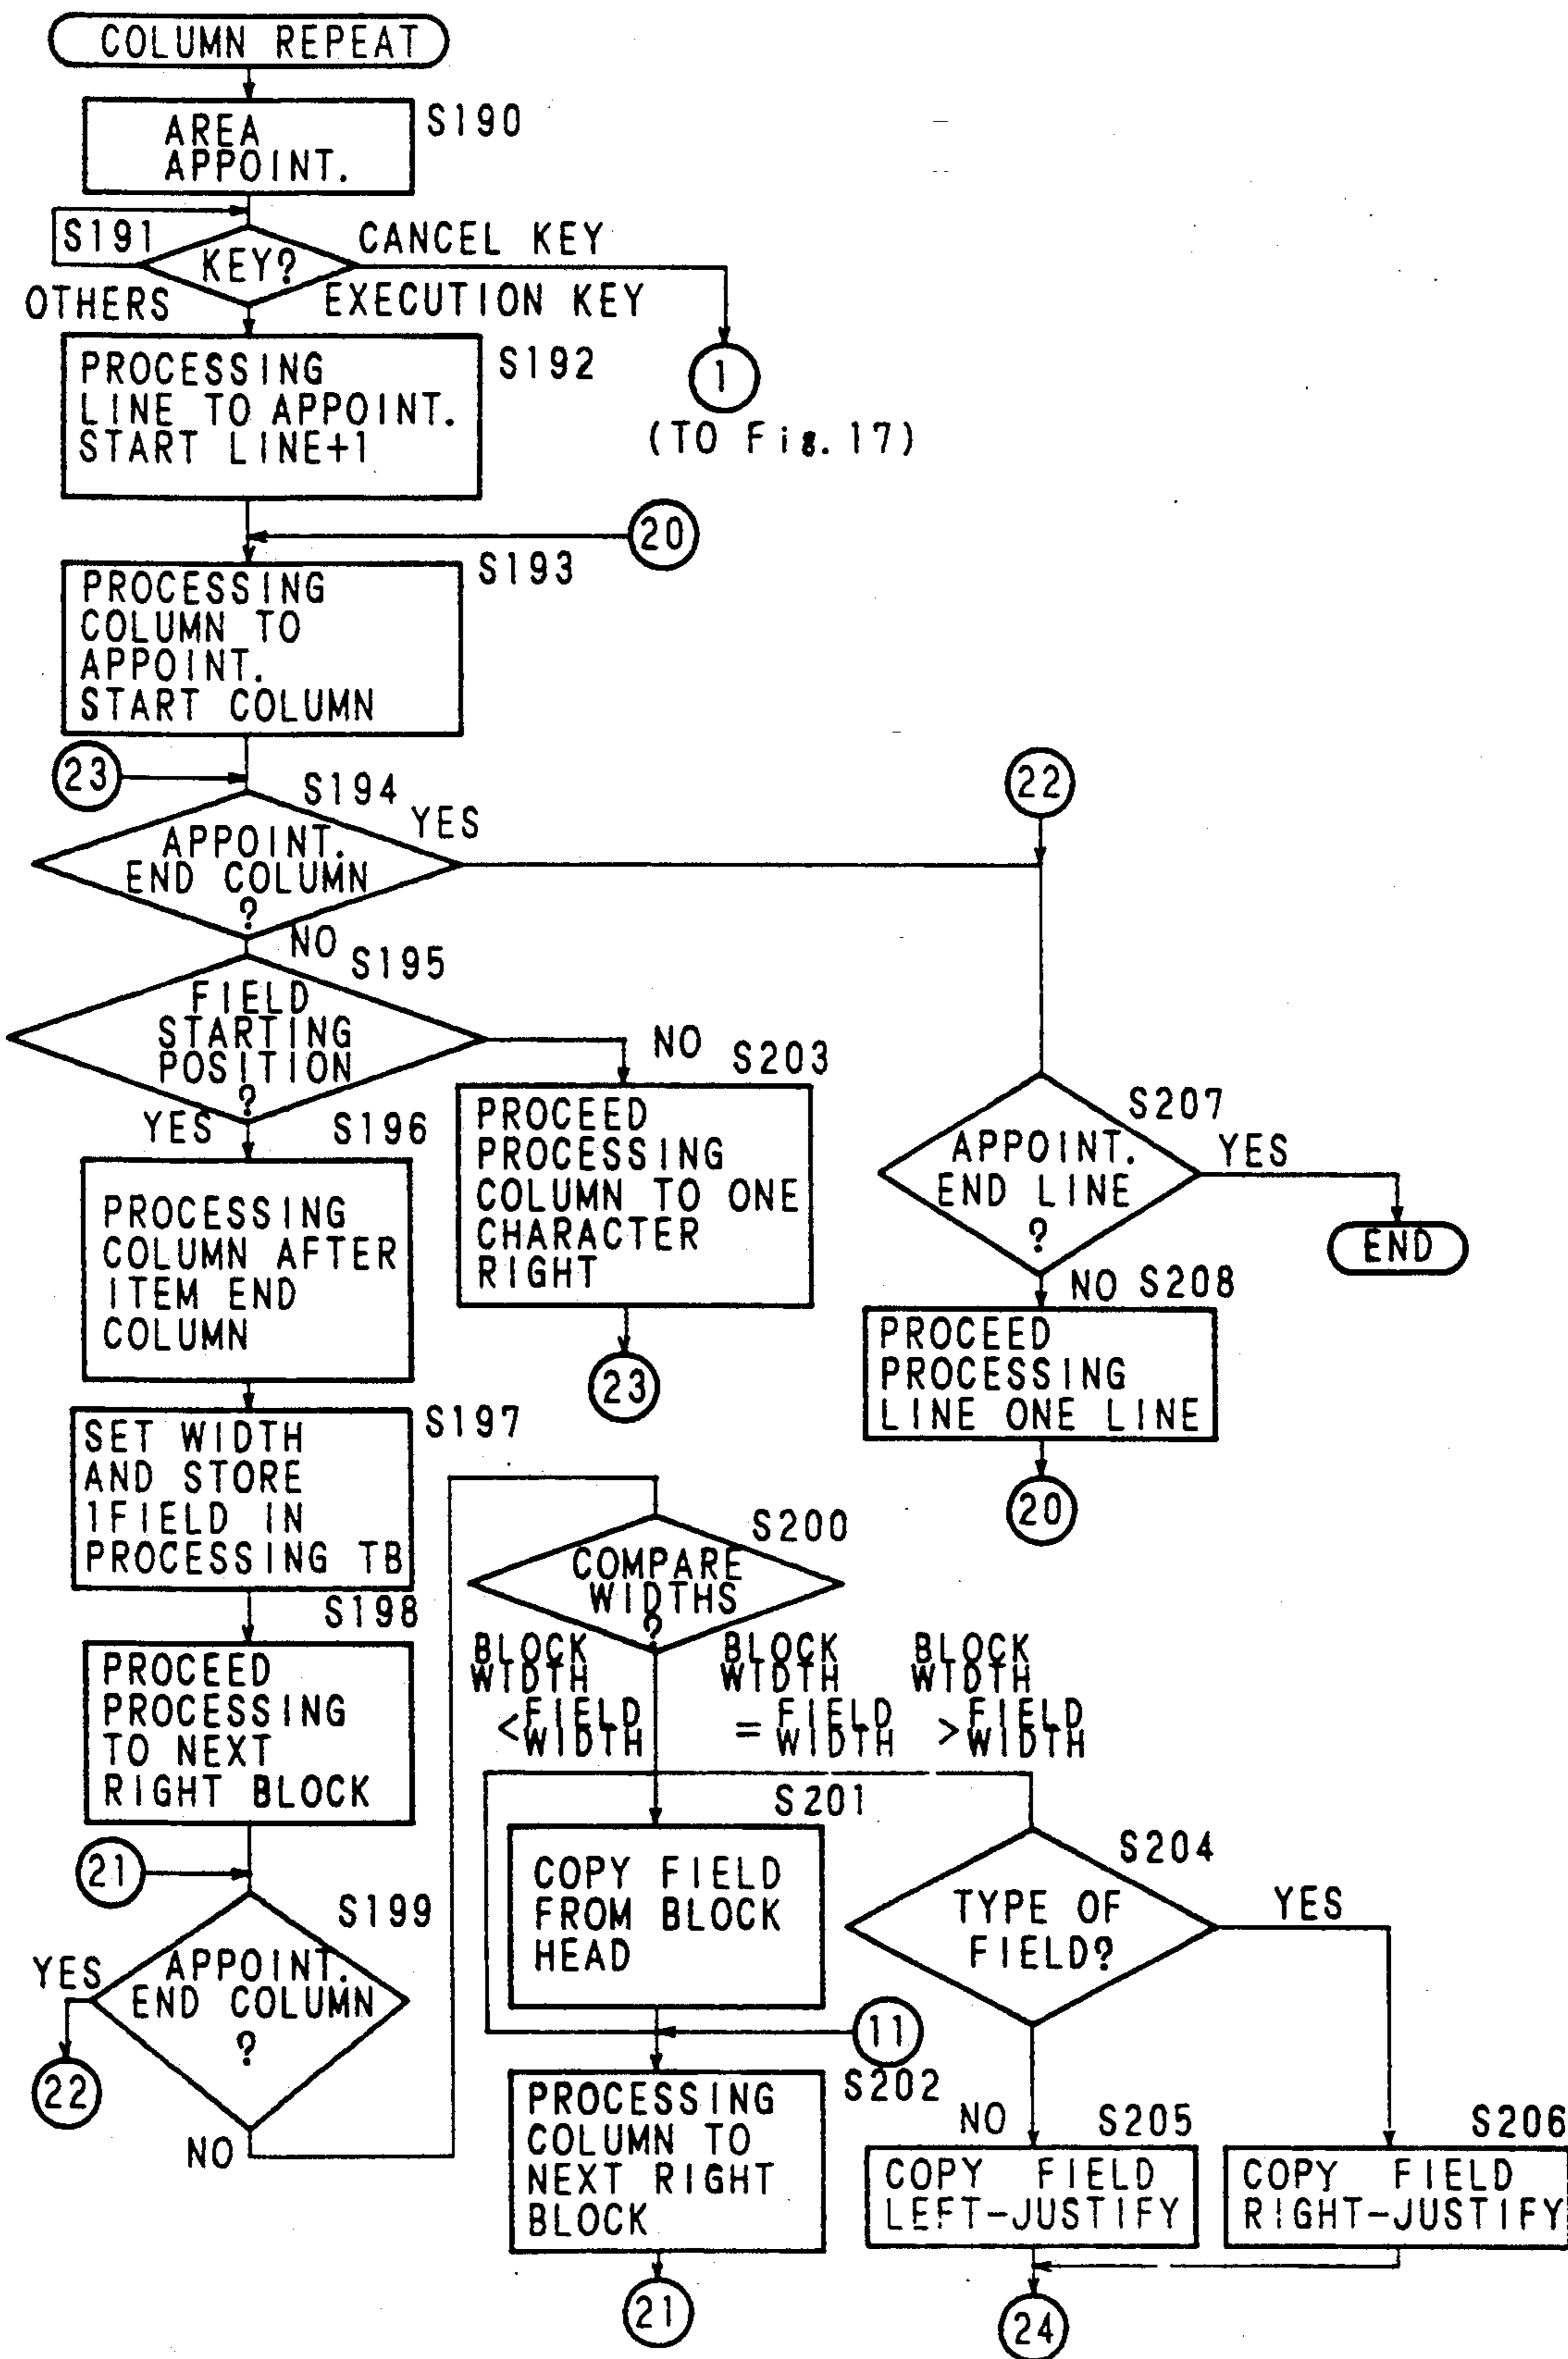 COLUMN REPEAT
AREA
APPOINT.
S190
S191
KEY?
CANCEL KEY
OTHERS
EXECUTION KEY
1
(TO Fig. 17)
PROCESSING
LINE TO APPOINT.
START LINE+1
S192
20
PROCESSING
COLUMN TO
APPOINT.
START COLUMN
S193
23
S194
APPOINT.
END COLUMN
?
YES
22
NO
S195
FIELD
STARTING
POSITION
?
NO
YES
S203
PROCEED
PROCESSING
COLUMN TO ONE
CHARACTER
RIGHT
23
S207
APPOINT.
END LINE
?
YES
END
NO
S208
PROCEED
PROCESSING
LINE ONE LINE
20
S196
PROCESSING
COLUMN AFTER
ITEM END
COLUMN
S197
SET WIDTH
AND STORE
1FIELD IN
PROCESSING TB
S198
PROCEED
PROCESSING
TO NEXT
RIGHT BLOCK
21
S199
APPOINT.
END COLUMN
?
YES
22
NO
S200
COMPARE
WIDTHS
?
BLOCK
WIDTH
<FIELD
WIDTH
BLOCK
WIDTH
=FIELD
WIDTH
BLOCK
WIDTH
>FIELD
WIDTH
S201
COPY FIELD
FROM BLOCK
HEAD
11
S202
PROCESSING
COLUMN TO
NEXT RIGHT
BLOCK
21
S204
TYPE OF
FIELD?
YES
NO
S205
COPY FIELD
LEFT-JUSTIFY
S206
COPY FIELD
RIGHT-JUSTIFY
24